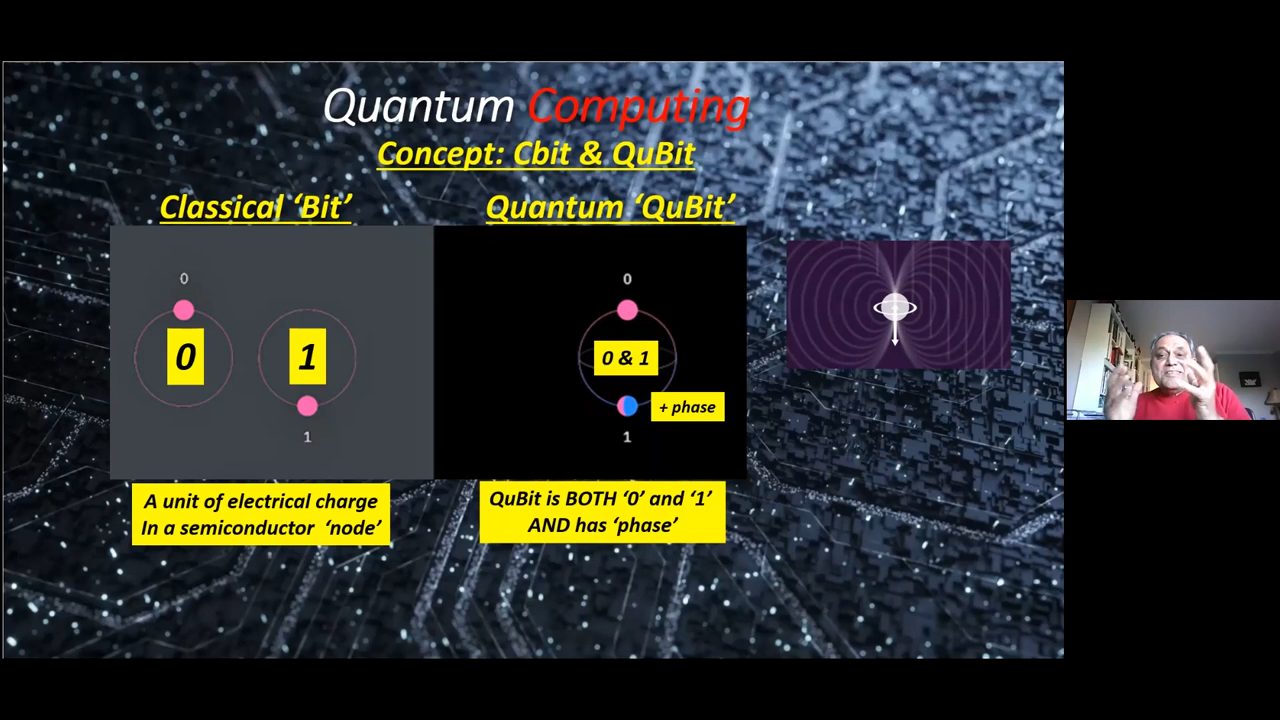 Quantum Computing
Concept: Cbit & QuBit
Classical ‘Bit’
Quantum ‘QuBit’
0
0
1
1
0
0 & 1
+ phase
1
A unit of electrical charge
In a semiconductor ‘node’
QuBit is BOTH ‘0’ and ‘1’
AND has ‘phase’